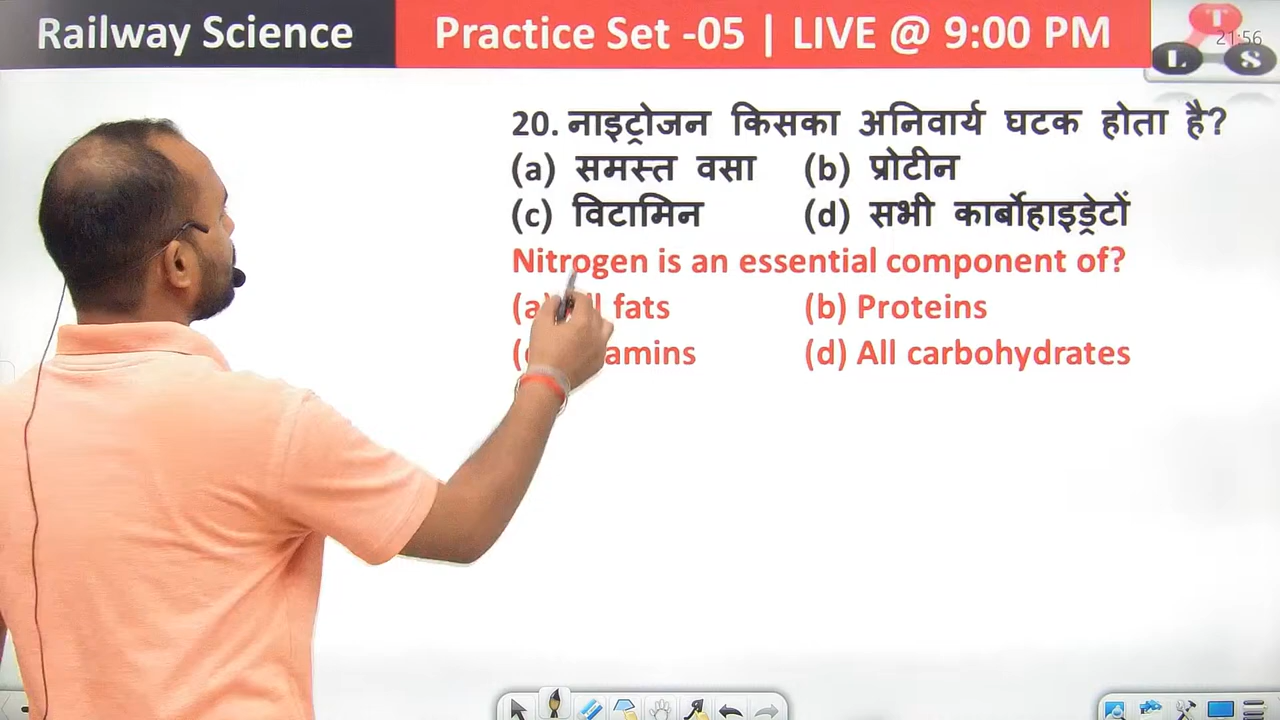 Railway Science
Practice Set -05 | LIVE @ 9:00 PM
T
L S
21:56
20. नाइट्रोजन किसका अनिवार्य घटक होता है?
(a) समस्त वसा (b) प्रोटीन
(c) विटामिन (d) सभी कार्बोहाइड्रेटों
Nitrogen is an essential component of?
fats (b) Proteins
(d) All carbohydrates